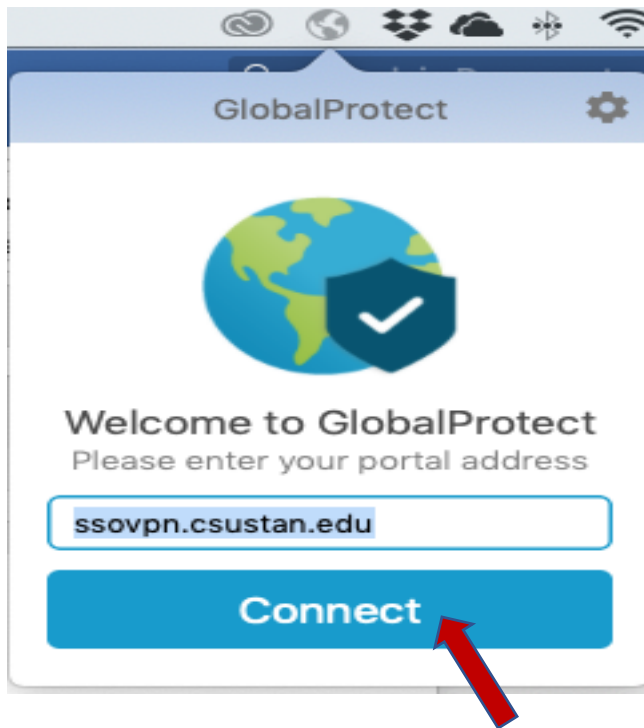 GlobalProtect
Welcome to GlobalProtect
Please enter your portal address
ssovpn.csustan.edu
Connect